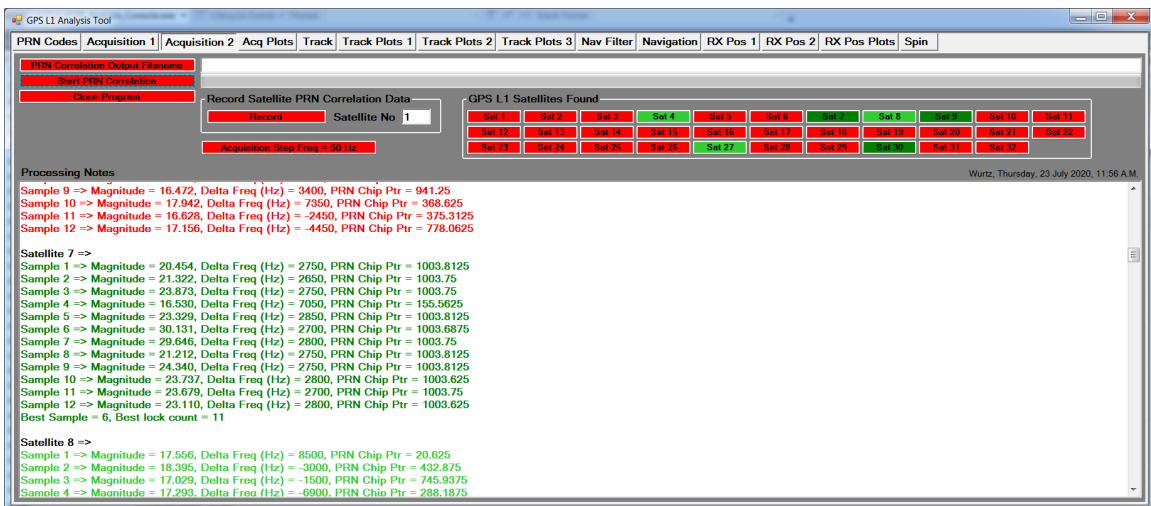 GPS L1 Analysis Tool
PRN Codes Acquisition 1 Acquisition 2 Acq Plots Track Track Plots 1 Track Plots 2 Track Plots 3 Nav Filter Navigation RX Pos 1 RX Pos 2 RX Pos Plots Spin
PRN Correlation Output Filename
Start PRN Correlation
Close Program
Record Satellite PRN Correlation Data
Record Satellite No 1
Acquisition Step Freq = 50 Hz
GPS L1 Satellites Found
Sat 1 Sat 2 Sat 3 Sat 4 Sat 5 Sat 6 Sat 7 Sat 8 Sat 9 Sat 10 Sat 11
Sat 12 Sat 13 Sat 14 Sat 15 Sat 16 Sat 17 Sat 18 Sat 19 Sat 20 Sat 21 Sat 22
Sat 23 Sat 24 Sat 25 Sat 26 Sat 27 Sat 28 Sat 29 Sat 30 Sat 31 Sat 32
Processing Notes
Wurtz, Thursday, 23 July 2020, 11:56 A.M.
Sample 9 => Magnitude = 16.472, Delta Freq (Hz) = 3400, PRN Chip Ptr = 941.25
Sample 10 => Magnitude = 17.942, Delta Freq (Hz) = 7350, PRN Chip Ptr = 368.625
Sample 11 => Magnitude = 16.628, Delta Freq (Hz) = -2450, PRN Chip Ptr = 375.3125
Sample 12 => Magnitude = 17.156, Delta Freq (Hz) = -4450, PRN Chip Ptr = 778.0625
Satellite 7 =>
Sample 1 => Magnitude = 20.454, Delta Freq (Hz) = 2750, PRN Chip Ptr = 1003.8125
Sample 2 => Magnitude = 21.322, Delta Freq (Hz) = 2650, PRN Chip Ptr = 1003.75
Sample 3 => Magnitude = 23.873, Delta Freq (Hz) = 2750, PRN Chip Ptr = 1003.75
Sample 4 => Magnitude = 16.530, Delta Freq (Hz) = 7050, PRN Chip Ptr = 155.5625
Sample 5 => Magnitude = 23.329, Delta Freq (Hz) = 2850, PRN Chip Ptr = 1003.8125
Sample 6 => Magnitude = 30.131, Delta Freq (Hz) = 2700, PRN Chip Ptr = 1003.6875
Sample 7 => Magnitude = 29.646, Delta Freq (Hz) = 2800, PRN Chip Ptr = 1003.75
Sample 8 => Magnitude = 21.212, Delta Freq (Hz) = 2750, PRN Chip Ptr = 1003.8125
Sample 9 => Magnitude = 24.340, Delta Freq (Hz) = 2750, PRN Chip Ptr = 1003.8125
Sample 10 => Magnitude = 23.737, Delta Freq (Hz) = 2800, PRN Chip Ptr = 1003.625
Sample 11 => Magnitude = 23.679, Delta Freq (Hz) = 2700, PRN Chip Ptr = 1003.75
Sample 12 => Magnitude = 23.110, Delta Freq (Hz) = 2800, PRN Chip Ptr = 1003.625
Best Sample = 6, Best lock count = 11
Satellite 8 =>
Sample 1 => Magnitude = 17.556, Delta Freq (Hz) = 8500, PRN Chip Ptr = 20.625
Sample 2 => Magnitude = 18.395, Delta Freq (Hz) = -3000, PRN Chip Ptr = 432.875
Sample 3 => Magnitude = 17.029, Delta Freq (Hz) = -1500, PRN Chip Ptr = 745.9375
Sample 4 => Magnitude = 17.293, Delta Freq (Hz) = -6900, PRN Chip Ptr = 288.1875